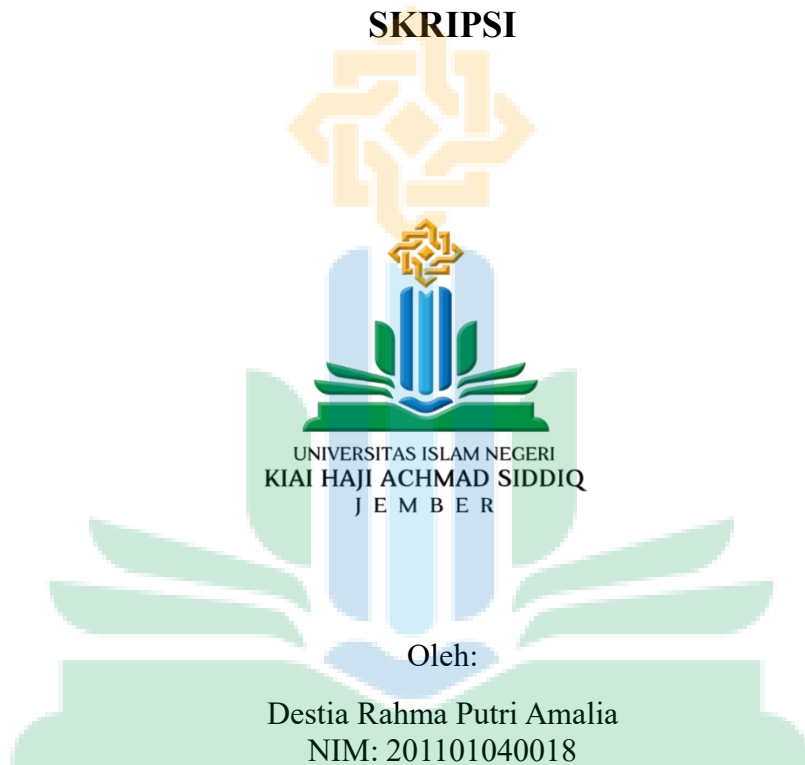 SKRIPSI
UNIVERSITAS ISLAM NEGERI
KIAI HAJI ACHMAD SIDDIQ
J E M B E R
Oleh:
Destia Rahma Putri Amalia
NIM: 201101040018